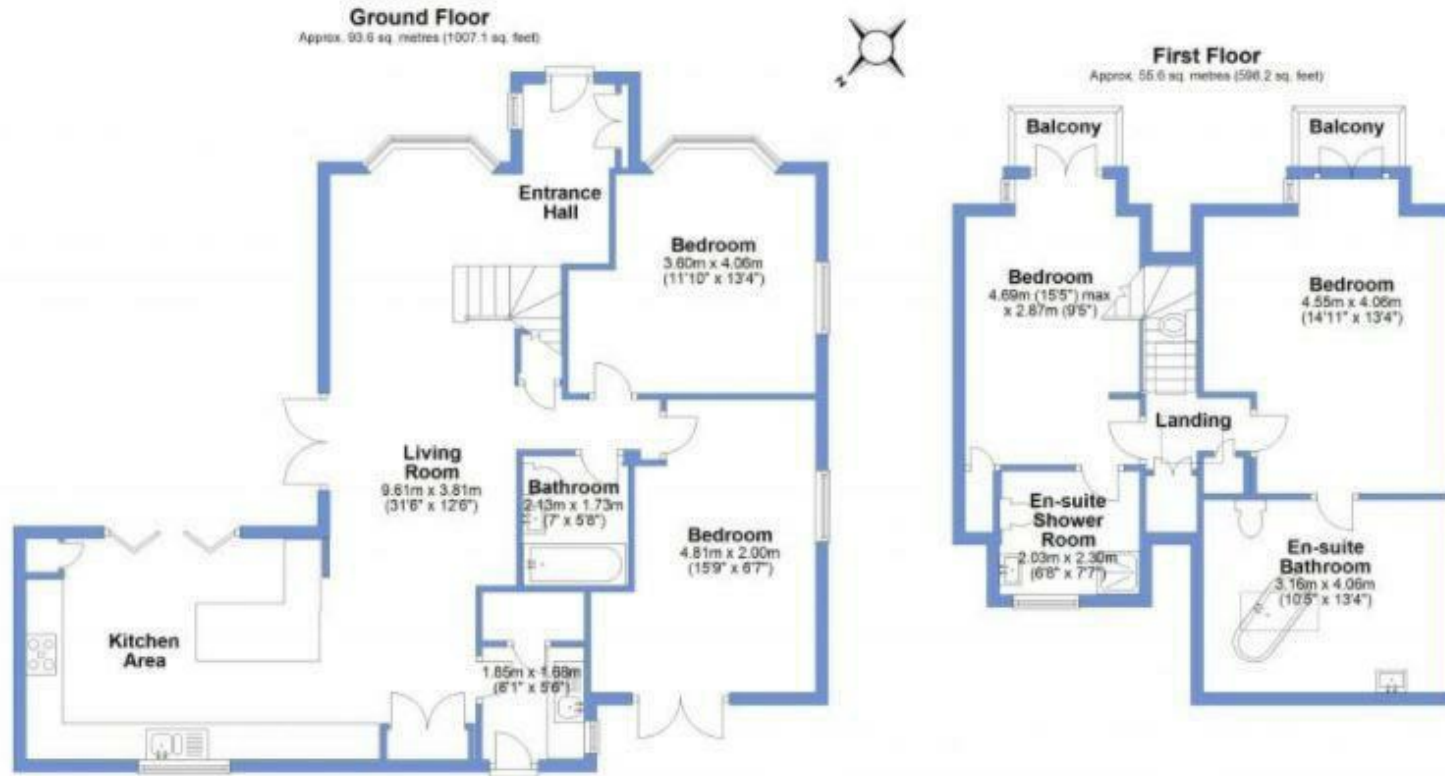 Ground Floor
Approx. 93.6 sq. metres (1007.1 sq. feet)
Entrance
Hall
Bedroom
3.60m x 4.06m
(11'10" x 13'4")
Living
Room
9.61m x 3.81m
(31'6" x 12'6")
Bathroom
2.13m x 1.73m
(7' x 5'8")
Bedroom
4.81m x 2.00m
(15'9" x 6'7")
Kitchen
Area
1.85m x 1.68m
(6'1" x 5'6")
N
First Floor
Approx. 55.6 sq. metres (598.2 sq. feet)
Balcony
Balcony
Bedroom
4.69m (15'5") max
x 2.87m (9'5")
Bedroom
4.55m x 4.06m
(14'11" x 13'4")
Landing
En-suite
Shower
Room
2.03m x 2.30m
(6'8" x 7'7")
En-suite
Bathroom
3.16m x 4.06m
(10'5" x 13'4")